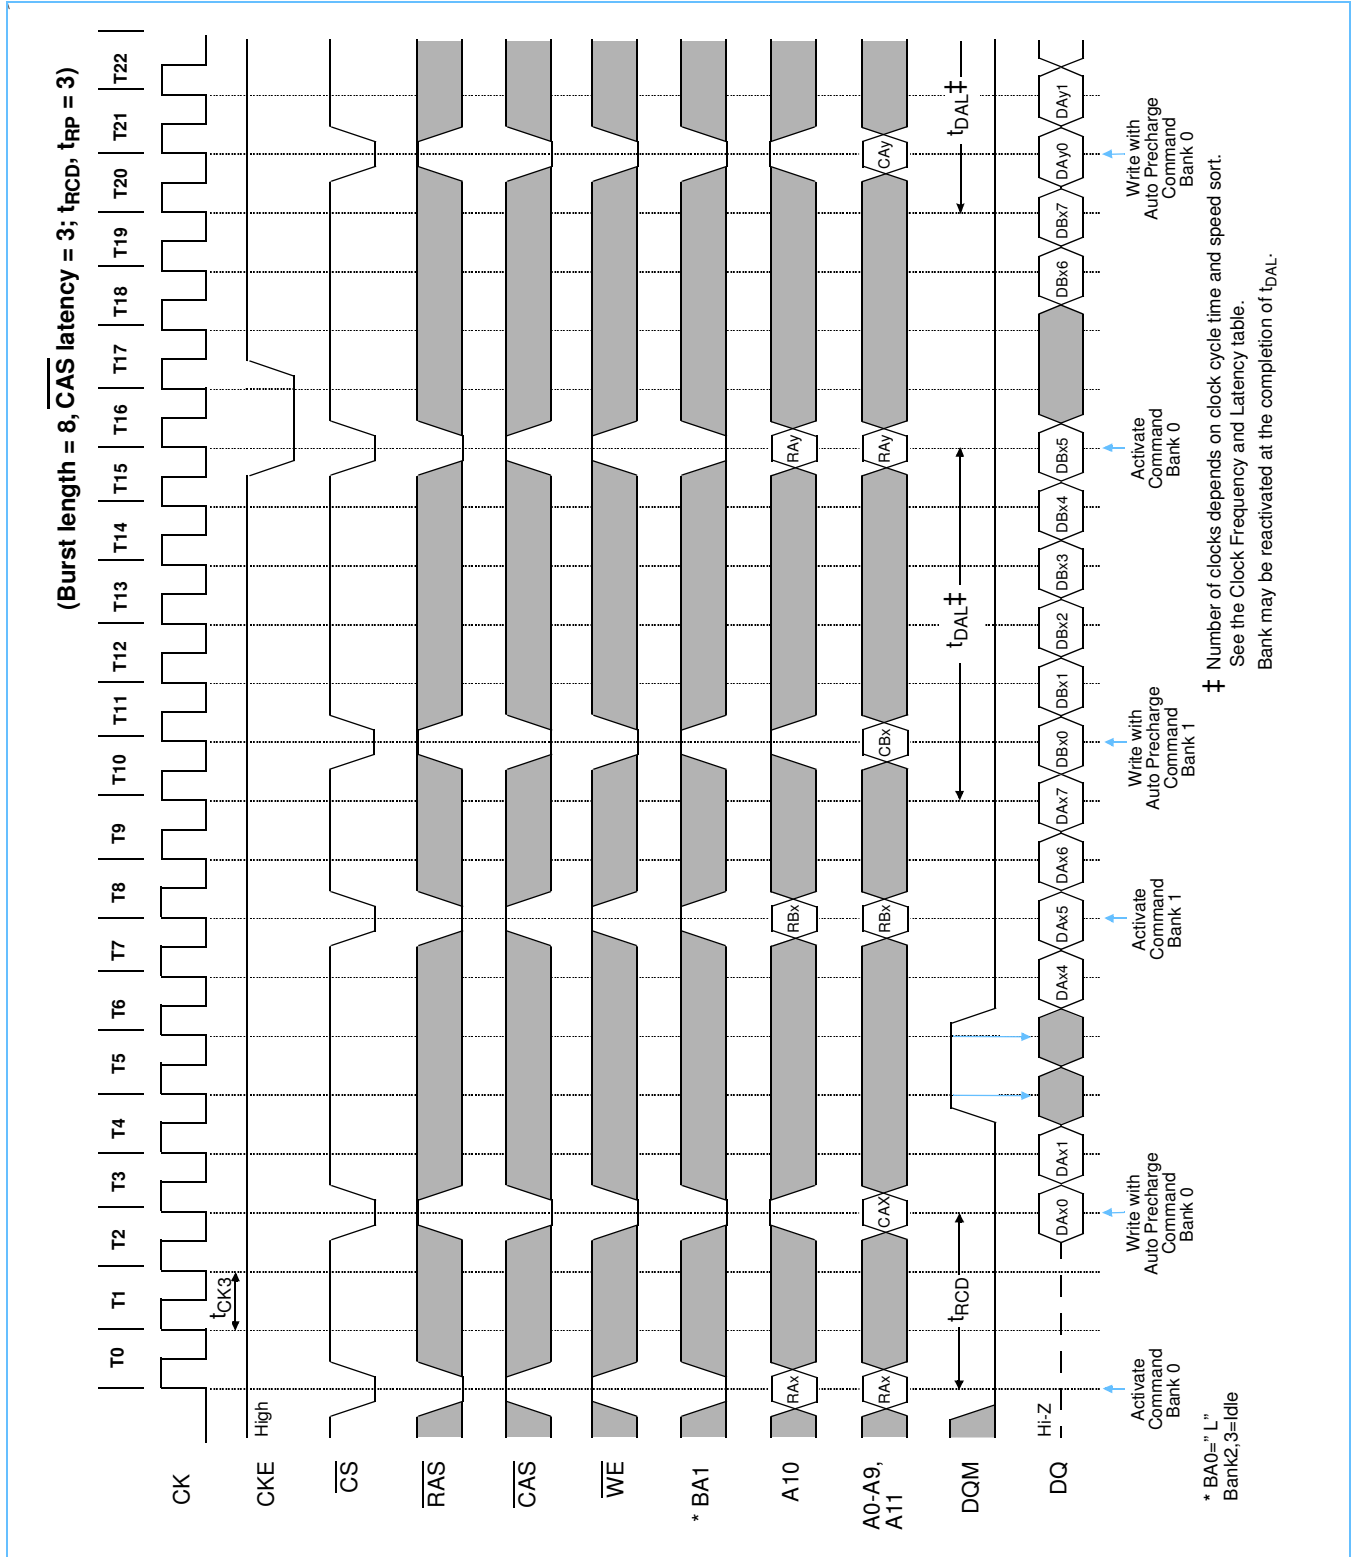 (Burst length = 8, CAS latency = 3; tRCD, tRP = 3)
T0 T1 T2 T3 T4 T5 T6 T7 T8 T9 T10 T11 T12 T13 T14 T15 T16 T17 T18 T19 T20 T21 T22
CK
tCK3
CKE
High
CS
RAS
CAS
WE
* BA1
A10
RAx RBx RAy
A0-A9,
A11
RAx CAX RBx CBx RAy CAy
DQM
tRCD tDAL‡ tDAL‡
DQ
Hi-Z
DAx0 DAx1 DAx4 DAx5 DAx6 DAx7 DBx0 DBx1 DBx2 DBx3 DBx4 DBx5 DBx6 DBx7 DAy0 DAy1
Activate
Command
Bank 0
Write with
Auto Precharge
Command
Bank 0
Activate
Command
Bank 1
Write with
Auto Precharge
Command
Bank 1
Activate
Command
Bank 0
Write with
Auto Precharge
Command
Bank 0
* BA0=” L”
Bank2,3=Idle
‡ Number of clocks depends on clock cycle time and speed sort.
See the Clock Frequency and Latency table.
Bank may be reactivated at the completion of tDAL.